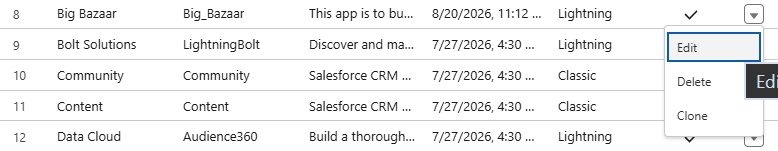 8 Big Bazaar Big_Bazaar This app is to bu... 8/20/2026, 11:12 ... Lightning
9 Bolt Solutions LightningBolt Discover and ma... 7/27/2026, 4:30 ... Lightning
Edit
10 Community Community Salesforce CRM ... 7/27/2026, 4:30 ... Classic
Delete
Edi
11 Content Content Salesforce CRM ... 7/27/2026, 4:30 ... Classic
Clone
12 Data Cloud Audience360 Build a thorough... 7/27/2026, 4:30 ... Lightning